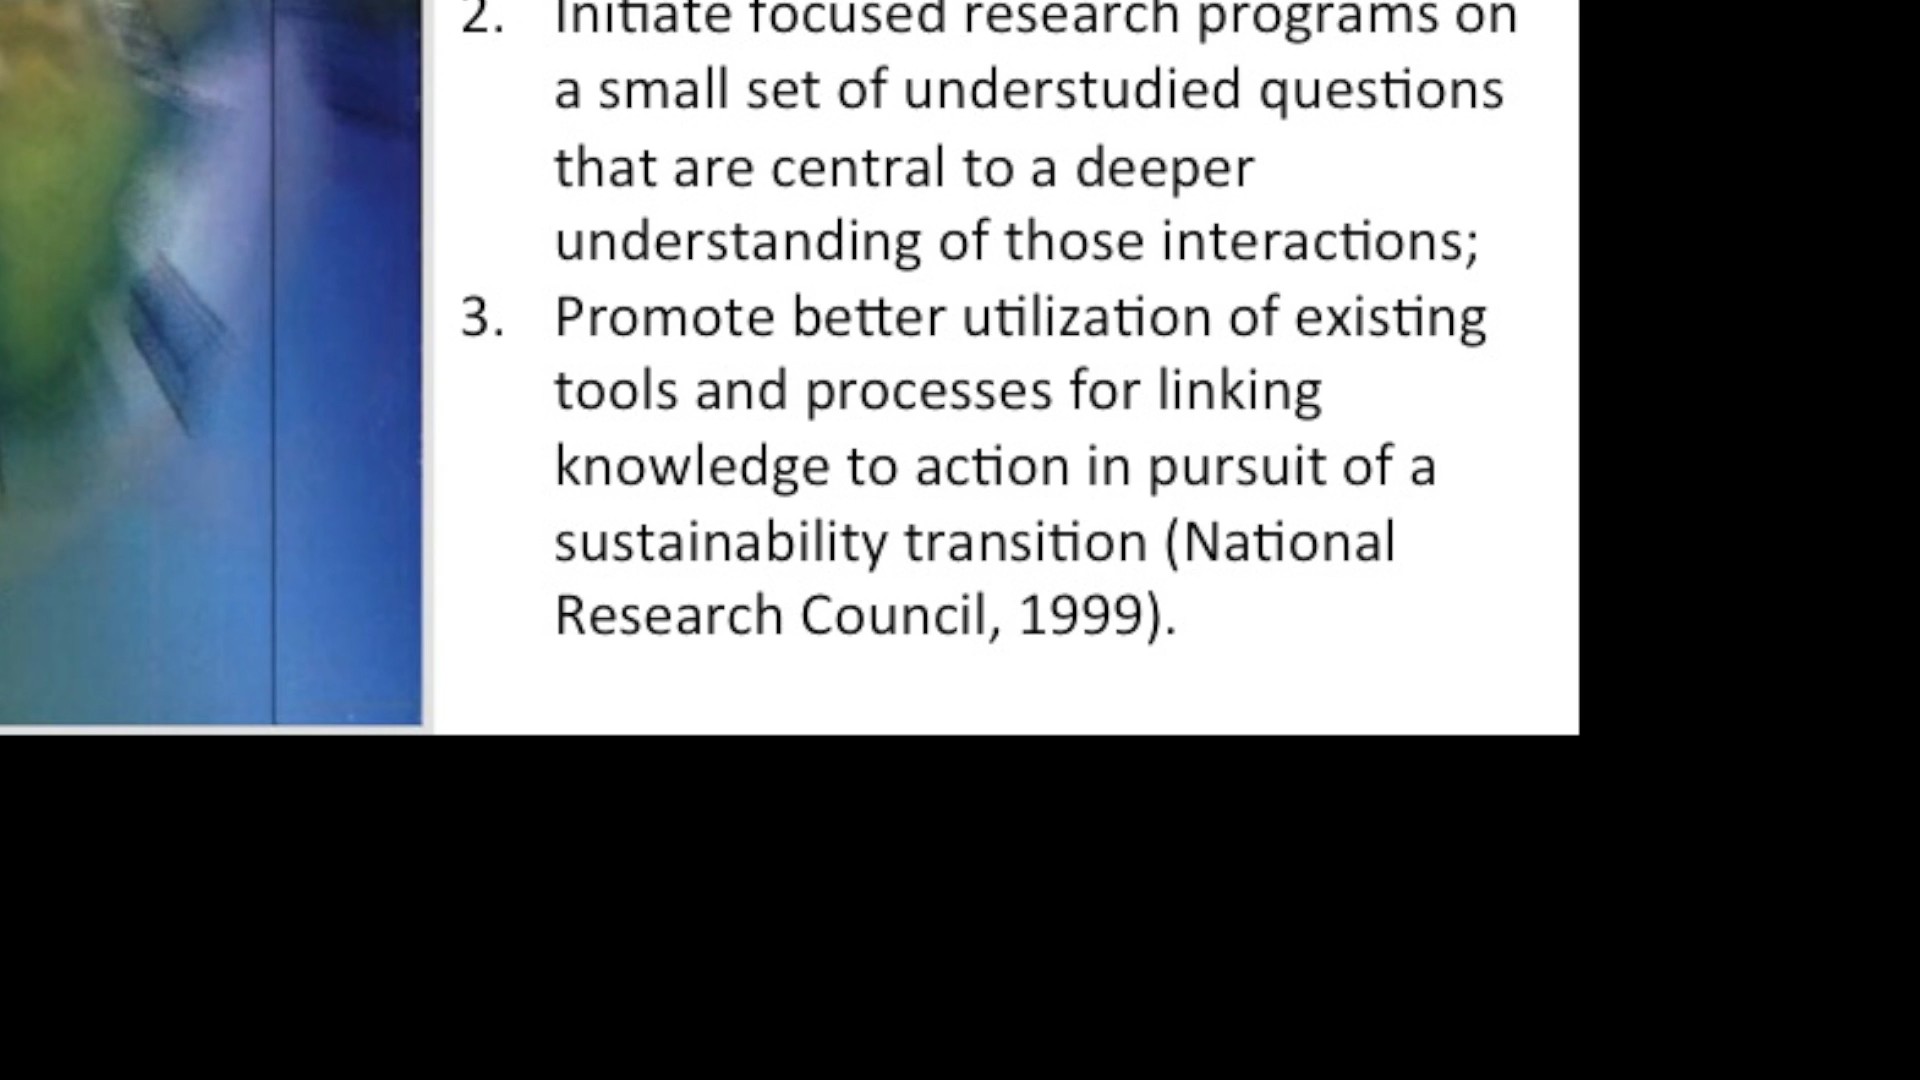 2. Initiate focused research programs on
a small set of understudied questions
that are central to a deeper
understanding of those interactions;
3. Promote better utilization of existing
tools and processes for linking
knowledge to action in pursuit of a
sustainability transition (National
Research Council, 1999).